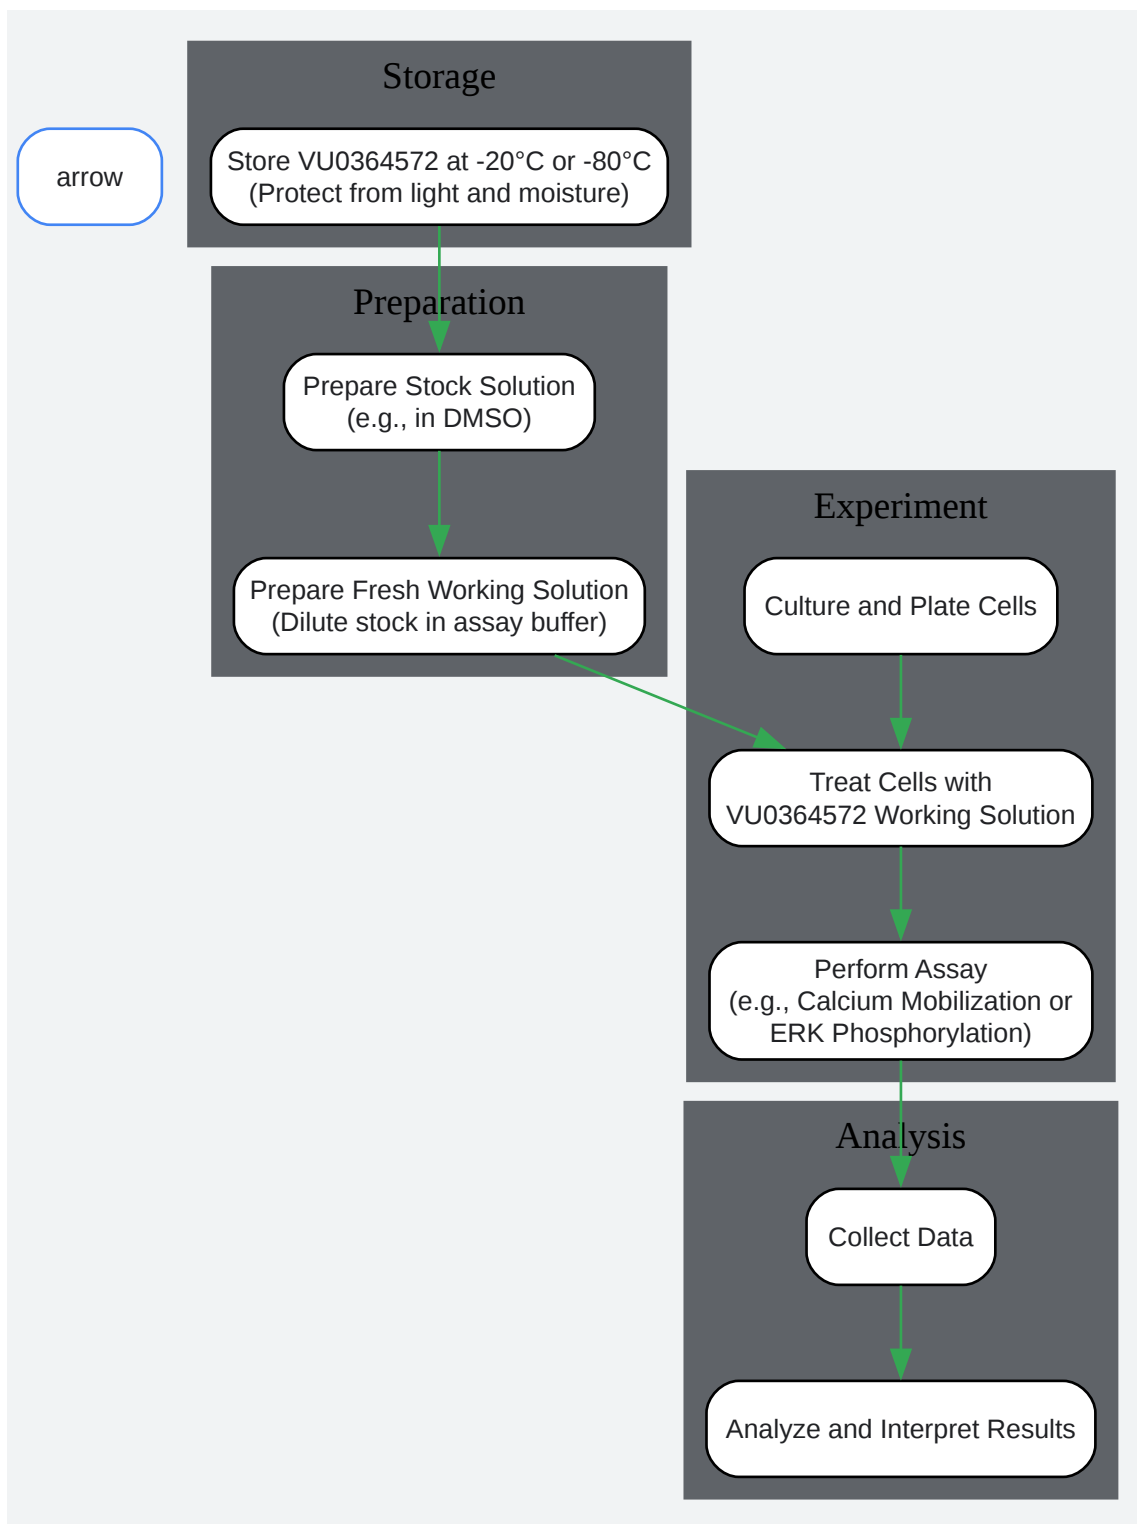 Storage
arrow
Store VU0364572 at -20°C or -80°C
(Protect from light and moisture)
Preparation
Prepare Stock Solution
(e.g., in DMSO)
Prepare Fresh Working Solution
(Dilute stock in assay buffer)
Experiment
Culture and Plate Cells
Treat Cells with
VU0364572 Working Solution
Perform Assay
(e.g., Calcium Mobilization or
ERK Phosphorylation)
Analysis
Collect Data
Analyze and Interpret Results